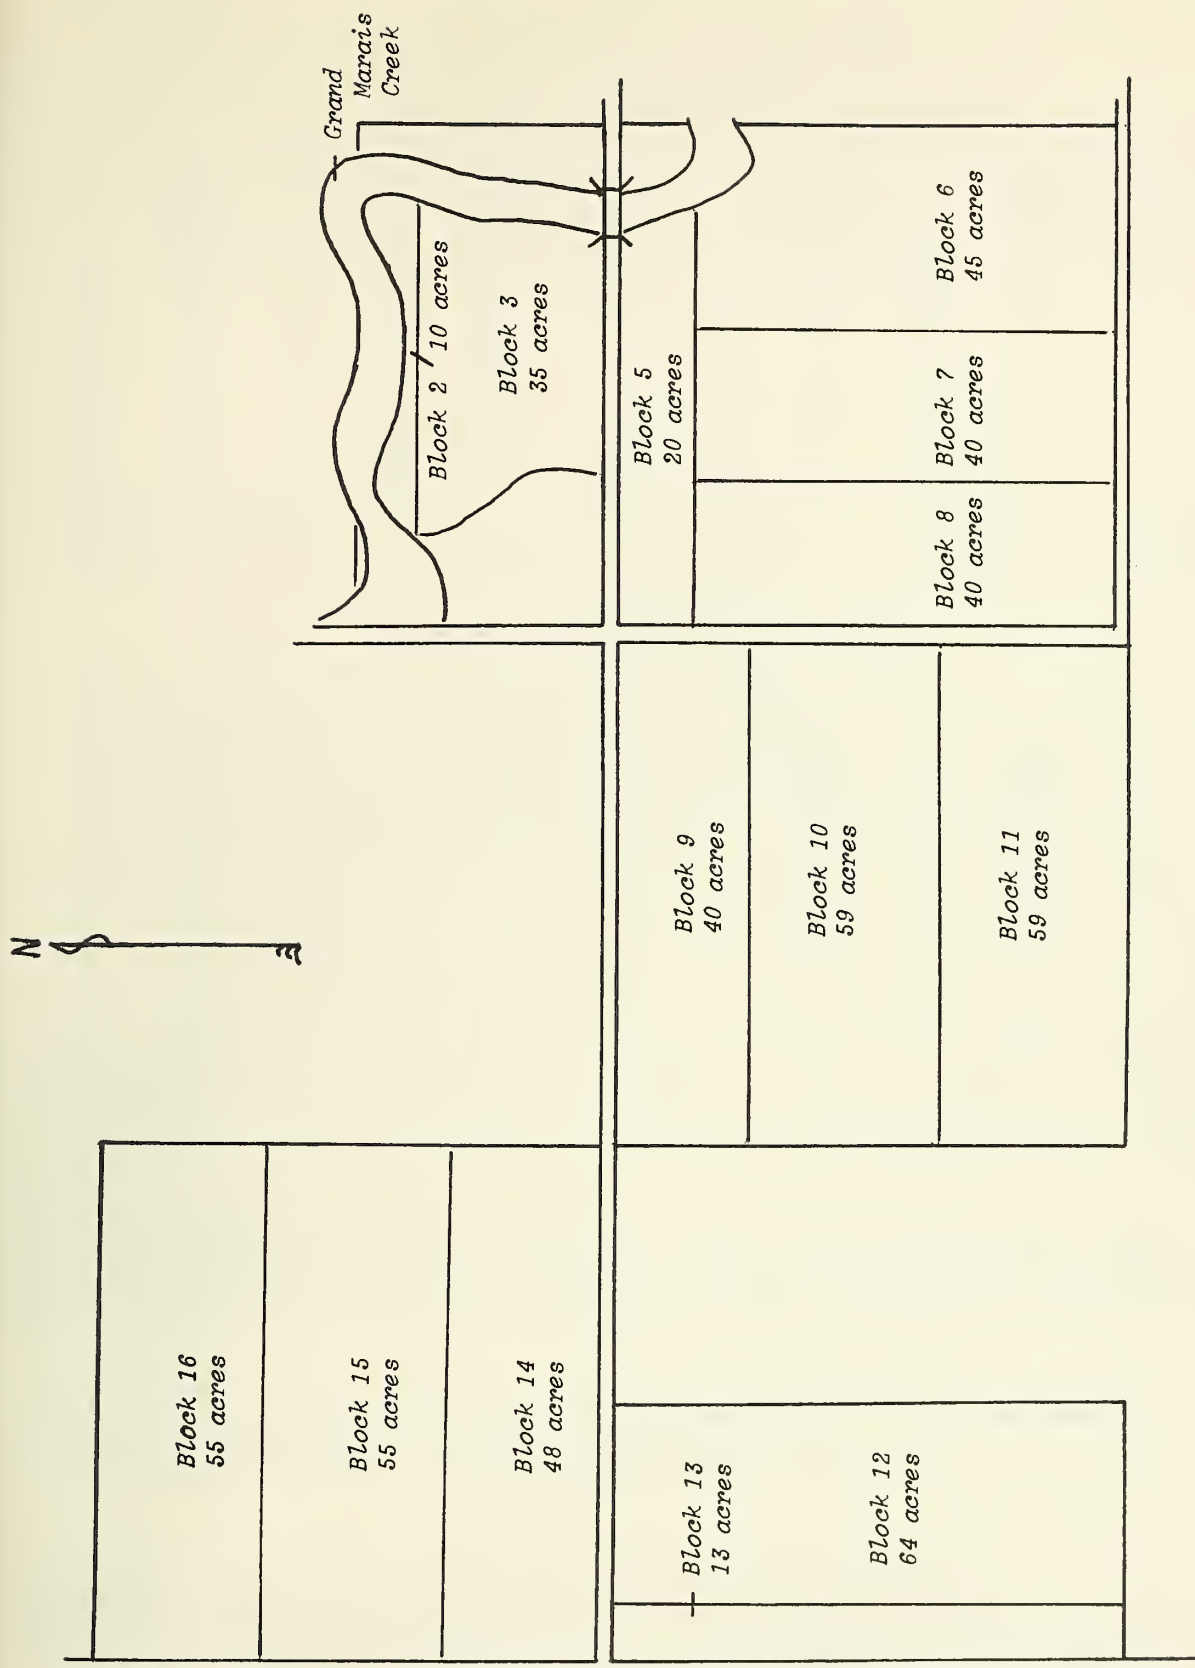 Grand
Marais
Creek
N
Block 2
10 acres
Block 3
35 acres
Block 5
20 acres
Block 6
45 acres
Block 7
40 acres
Block 8
40 acres
Block 9
40 acres
Block 10
59 acres
Block 11
59 acres
Block 16
55 acres
Block 15
55 acres
Block 14
48 acres
Block 13
13 acres
Block 12
64 acres